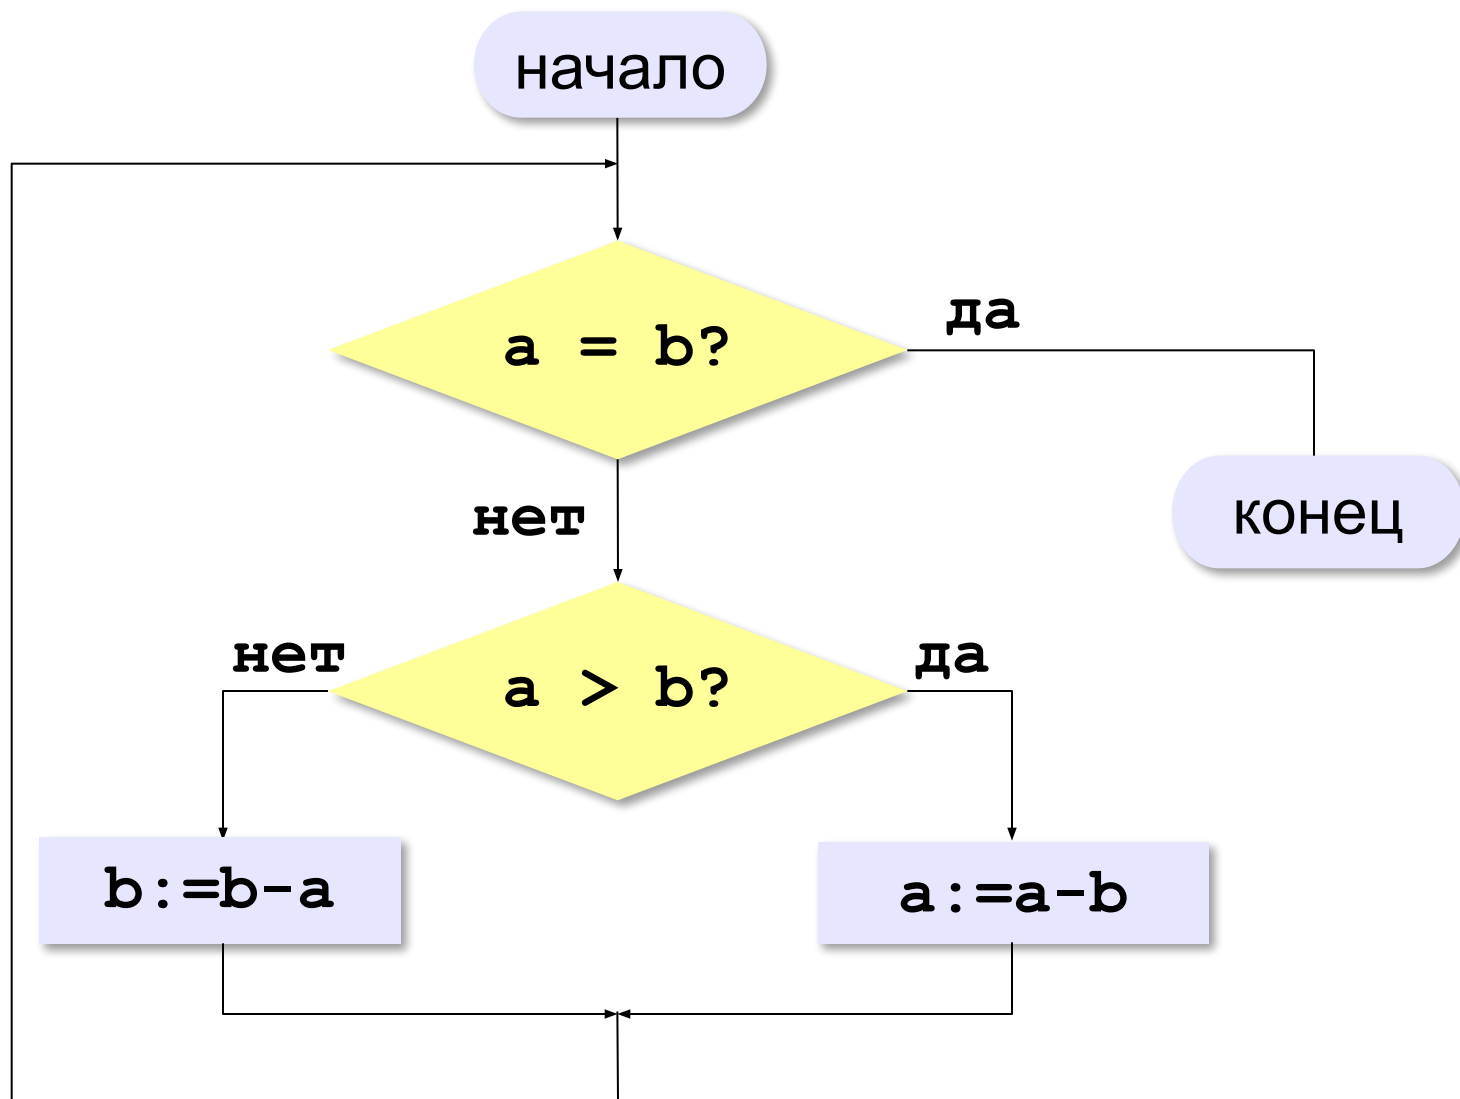 начало
a = b?
да
конец
нет
нет
a > b?
да
b:=b-a
a:=a-b